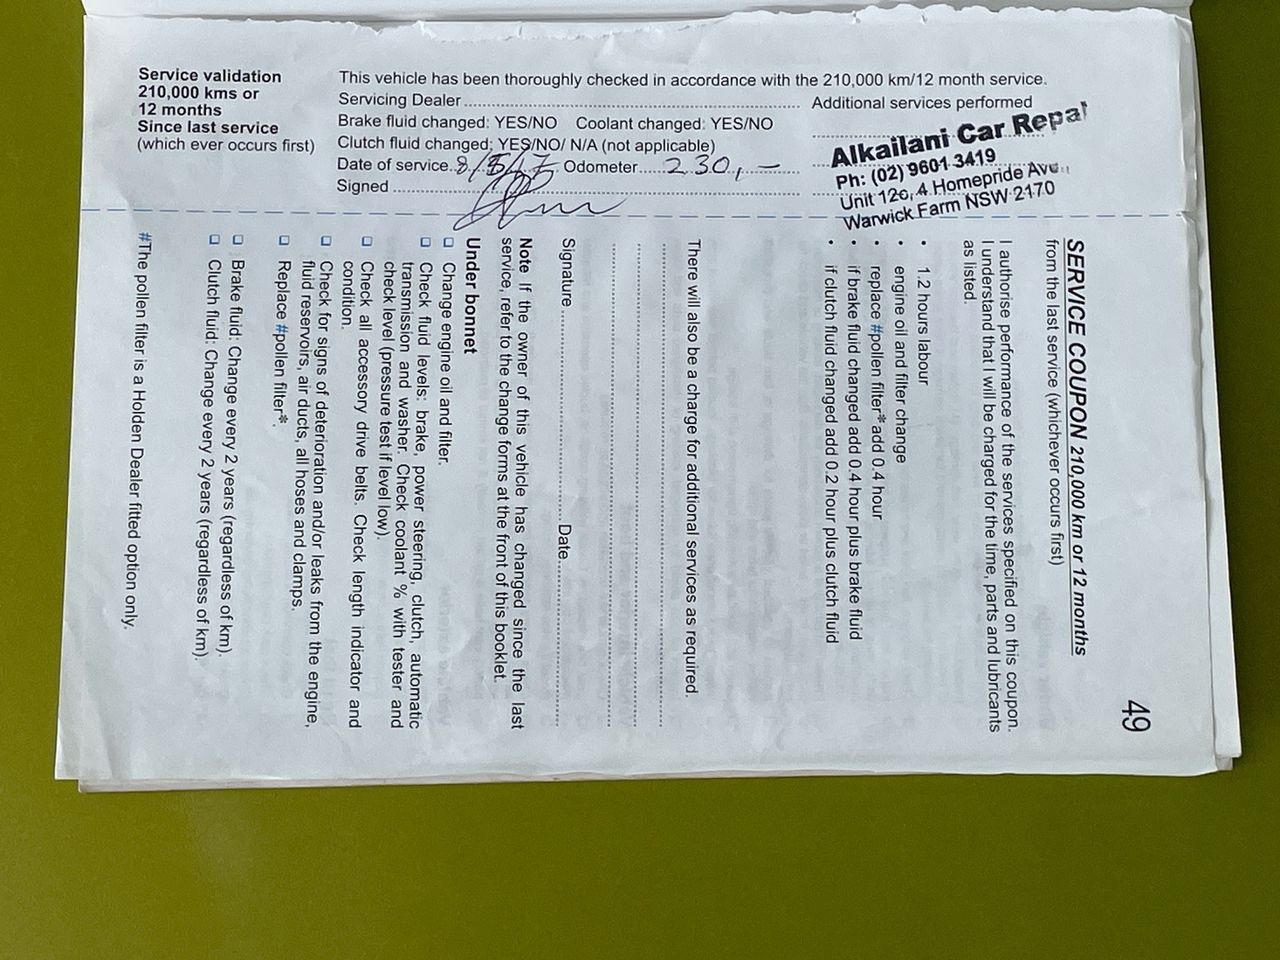 Service validation
210,000 kms or
12 months
Since last service
(which ever occurs first)
This vehicle has been thoroughly checked in accordance with the 210,000 km/12 month service.
Servicing Dealer
Brake fluid changed: YES/NO Coolant changed: YES/NO
Clutch fluid changed: YES/NO/ N/A (not applicable)
Date of service 8/5/17 Odometer 230,-
Signed
Additional services performed
Alkailani Car Repai
Ph: (02) 9601 3419
Unit 12c, 4 Homepride Ave.
Warwick Farm NSW 2170
49
SERVICE COUPON 210,000 km or 12 months
from the last service (whichever occurs first)
I authorise performance of the services specified on this coupon.
I understand that I will be charged for the time, parts and lubricants
as listed.
• 1.2 hours labour
• engine oil and filter change
• replace #pollen filter* add 0.4 hour
• if brake fluid changed add 0.4 hour plus brake fluid
• if clutch fluid changed add 0.2 hour plus clutch fluid
There will also be a charge for additional services as required.
Signature Date
Note If the owner of this vehicle has changed since the last
service, refer to the change forms at the front of this booklet.
Under bonnet
❑ Change engine oil and filter.
❑ Check fluid levels: brake, power steering, clutch, automatic
transmission and washer. Check coolant % with tester and
check level (pressure test if level low).
❑ Check all accessory drive belts. Check length indicator and
condition.
❑ Check for signs of deterioration and/or leaks from the engine,
fluid reservoirs, air ducts, all hoses and clamps.
❑ Replace #pollen filter*.
❑ Brake fluid: Change every 2 years (regardless of km).
❑ Clutch fluid: Change every 2 years (regardless of km).
#The pollen filter is a Holden Dealer fitted option only.